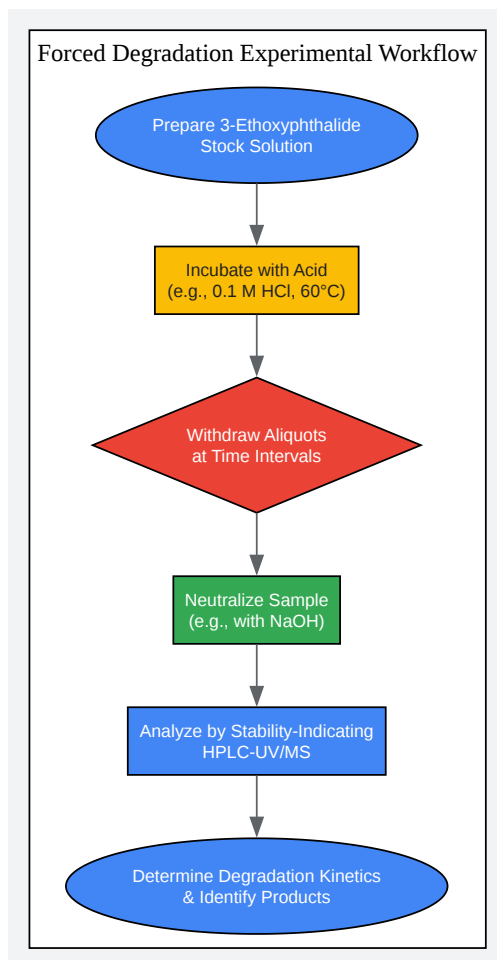 Forced Degradation Experimental Workflow
Prepare 3-Ethoxyphthalide
Stock Solution
Incubate with Acid
(e.g., 0.1 M HCl, 60°C)
Withdraw Aliquots
at Time Intervals
Neutralize Sample
(e.g., with NaOH)
Analyze by Stability-Indicating
HPLC-UV/MS
Determine Degradation Kinetics
& Identify Products